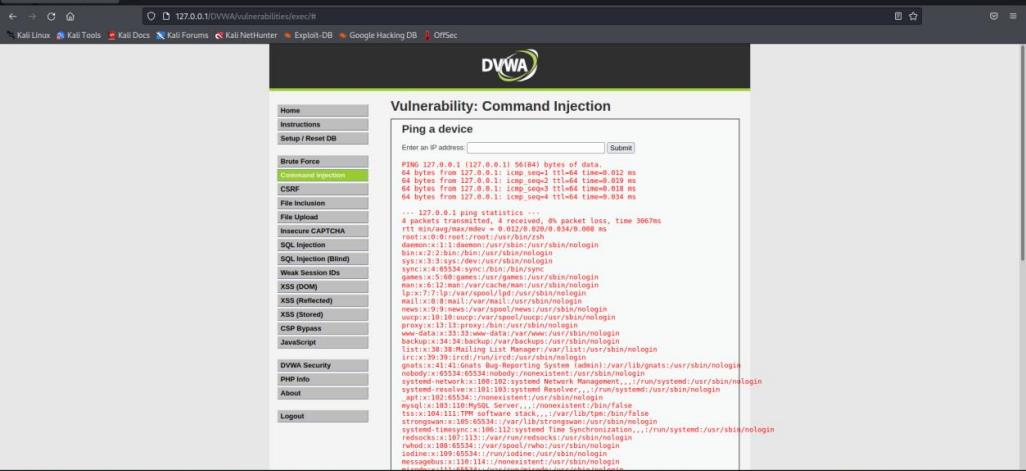 127.0.0.1/DVWA/vulnerabilities/exec/#
Kali Linux Kali Tools Kali Docs Kali Forums Kali NetHunter Exploit-DB Google Hacking DB OffSec
DVWA
Vulnerability: Command Injection
Home
Instructions
Setup / Reset DB
Brute Force
Command Injection
CSRF
File Inclusion
File Upload
Insecure CAPTCHA
SQL Injection
SQL Injection (Blind)
Weak Session IDs
XSS (DOM)
XSS (Reflected)
XSS (Stored)
CSP Bypass
JavaScript
DVWA Security
PHP Info
About
Logout
Ping a device
Enter an IP address: Submit
PING 127.0.0.1 (127.0.0.1) 56(84) bytes of data.
64 bytes from 127.0.0.1: icmp_seq=1 ttl=64 time=0.012 ms
64 bytes from 127.0.0.1: icmp_seq=2 ttl=64 time=0.019 ms
64 bytes from 127.0.0.1: icmp_seq=3 ttl=64 time=0.018 ms
64 bytes from 127.0.0.1: icmp_seq=4 ttl=64 time=0.034 ms
--- 127.0.0.1 ping statistics ---
4 packets transmitted, 4 received, 0% packet loss, time 3067ms
rtt min/avg/max/mdev = 0.012/0.020/0.034/0.008 ms
root:x:0:0:root:/root:/usr/bin/zsh
daemon:x:1:1:daemon:/usr/sbin:/usr/sbin/nologin
bin:x:2:2:bin:/bin:/usr/sbin/nologin
sys:x:3:3:sys:/dev:/usr/sbin/nologin
sync:x:4:65534:sync:/bin:/bin/sync
games:x:5:60:games:/usr/games:/usr/sbin/nologin
man:x:6:12:man:/var/cache/man:/usr/sbin/nologin
lp:x:7:7:lp:/var/spool/lpd:/usr/sbin/nologin
mail:x:8:8:mail:/var/mail:/usr/sbin/nologin
news:x:9:9:news:/var/spool/news:/usr/sbin/nologin
uucp:x:10:10:uucp:/var/spool/uucp:/usr/sbin/nologin
proxy:x:13:13:proxy:/bin:/usr/sbin/nologin
www-data:x:33:33:www-data:/var/www:/usr/sbin/nologin
backup:x:34:34:backup:/var/backups:/usr/sbin/nologin
list:x:38:38:Mailing List Manager:/var/list:/usr/sbin/nologin
irc:x:39:39:ircd:/run/ircd:/usr/sbin/nologin
gnats:x:41:41:Gnats Bug-Reporting System (admin):/var/lib/gnats:/usr/sbin/nologin
nobody:x:65534:65534:nobody:/nonexistent:/usr/sbin/nologin
systemd-network:x:100:102:systemd Network Management,,,:/run/systemd:/usr/sbin/nologin
systemd-resolve:x:101:103:systemd Resolver,,,:/run/systemd:/usr/sbin/nologin
_apt:x:102:65534::/nonexistent:/usr/sbin/nologin
mysql:x:103:110:MySQL Server,,,:/nonexistent:/bin/false
tss:x:104:111:TPM software stack,,,:/var/lib/tpm:/bin/false
strongswan:x:105:65534::/var/lib/strongswan:/usr/sbin/nologin
systemd-timesync:x:106:112:systemd Time Synchronization,,,:/run/systemd:/usr/sbin/nologin
redsocks:x:107:113::/var/run/redsocks:/usr/sbin/nologin
rwhod:x:108:65534::/var/spool/rwho:/usr/sbin/nologin
iodine:x:109:65534::/run/iodine:/usr/sbin/nologin
messagebus:x:110:114::/nonexistent:/usr/sbin/nologin